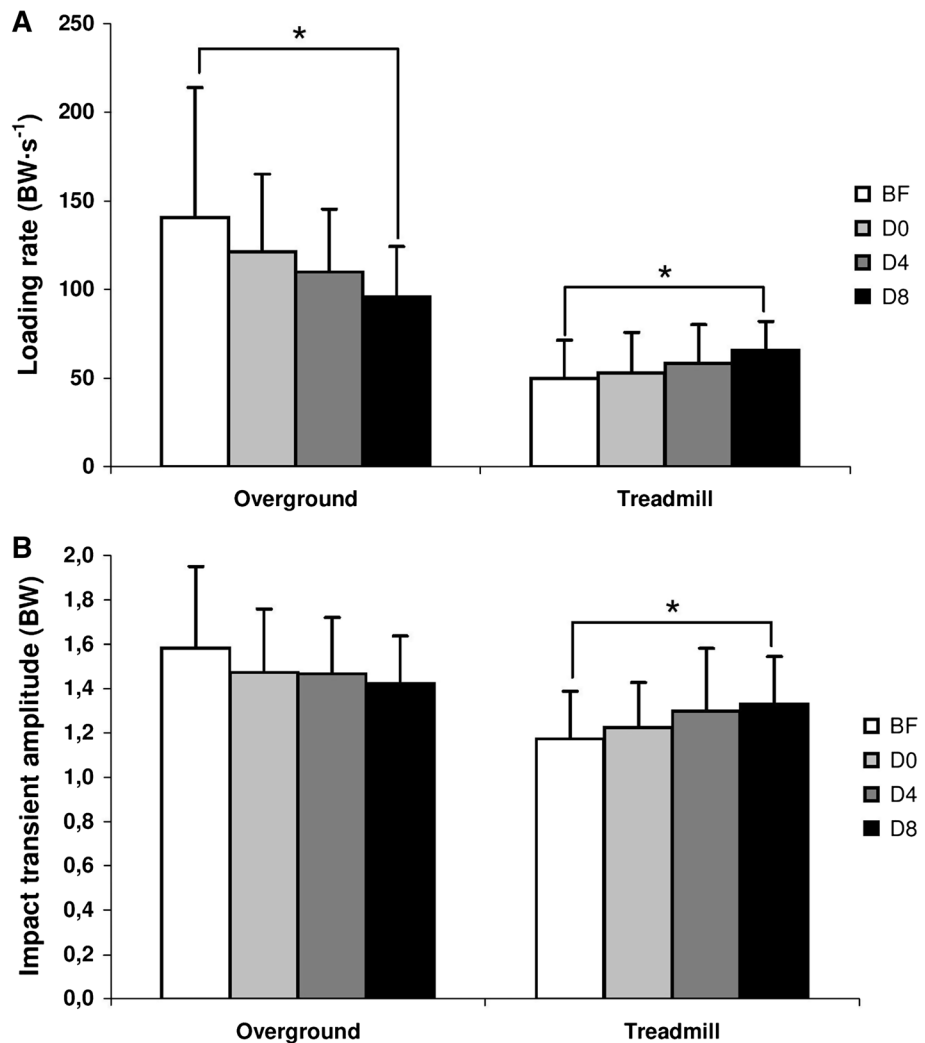 A
250
200
150
100
50
0
Loading rate (BW·s⁻¹)
*
*
Overground
Treadmill
BF
D0
D4
D8
B
2,0
1,8
1,6
1,4
1,2
1,0
0,8
0,6
0,4
0,2
0,0
Impact transient amplitude (BW)
*
Overground
Treadmill
BF
D0
D4
D8